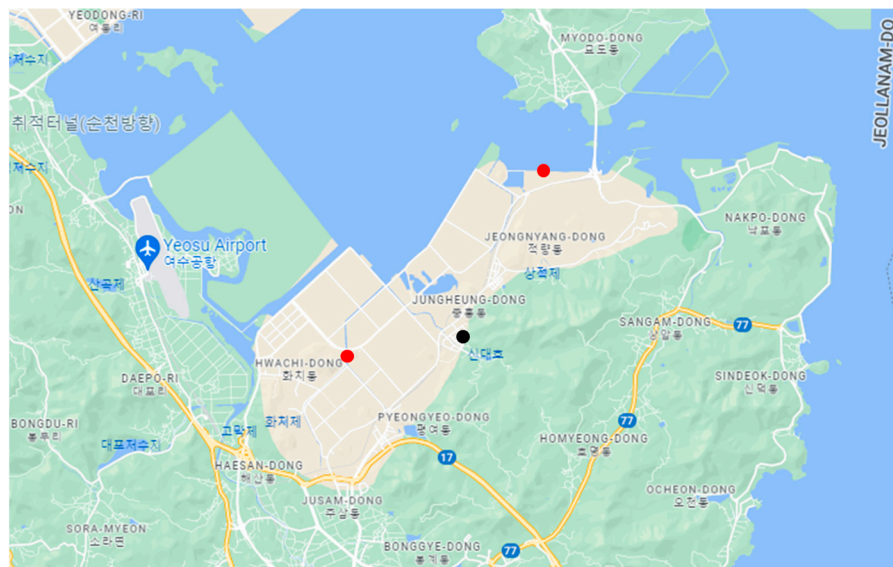 YEODONG-RI
여동리
저수지
MYODO-DONG
묘도동
JEOLLANAM-DO
취적터널(순천방향)
저수지
ON
NAKPO-DONG
낙포동
JEONGNYANG-DONG
적량동
Yeosu Airport
여수공항
상적제
산곡제
JUNGHEUNG-DONG
중흥동
SANGAM-DONG
상암동
77
신대호
HWACHI-DONG
화치동
DAEPO-RI
대포리
SINDEOK-DONG
신덕동
BONGDU-RI
봉두리
화치제
PYEONGYEO-DONG
평여동
77
고막제
대포저수지
HOMYEONG-DONG
호명동
HAESAN-DONG
해산동
17
JUSAM-DONG
주삼동
OCHEON-DONG
오천동
SORA-MYEON
소라면
BONGGYE-DONG
봉계동
77